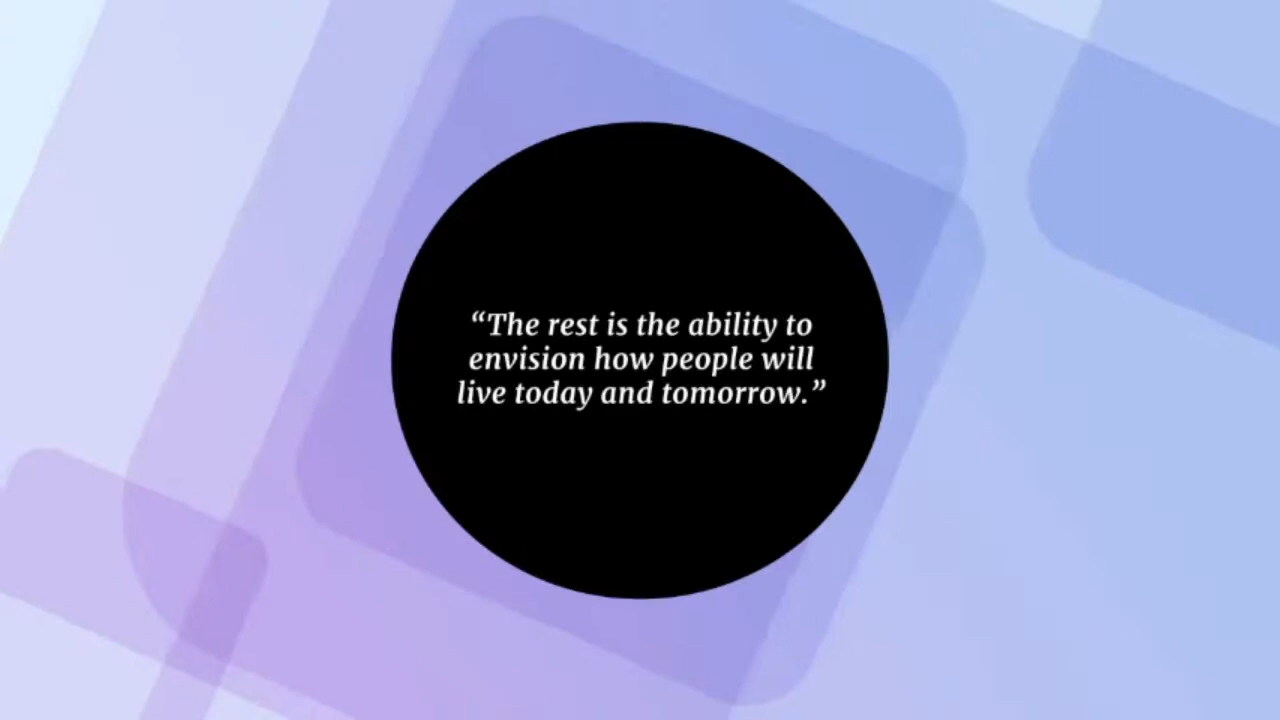 “The rest is the ability to
envision how people will
live today and tomorrow.”